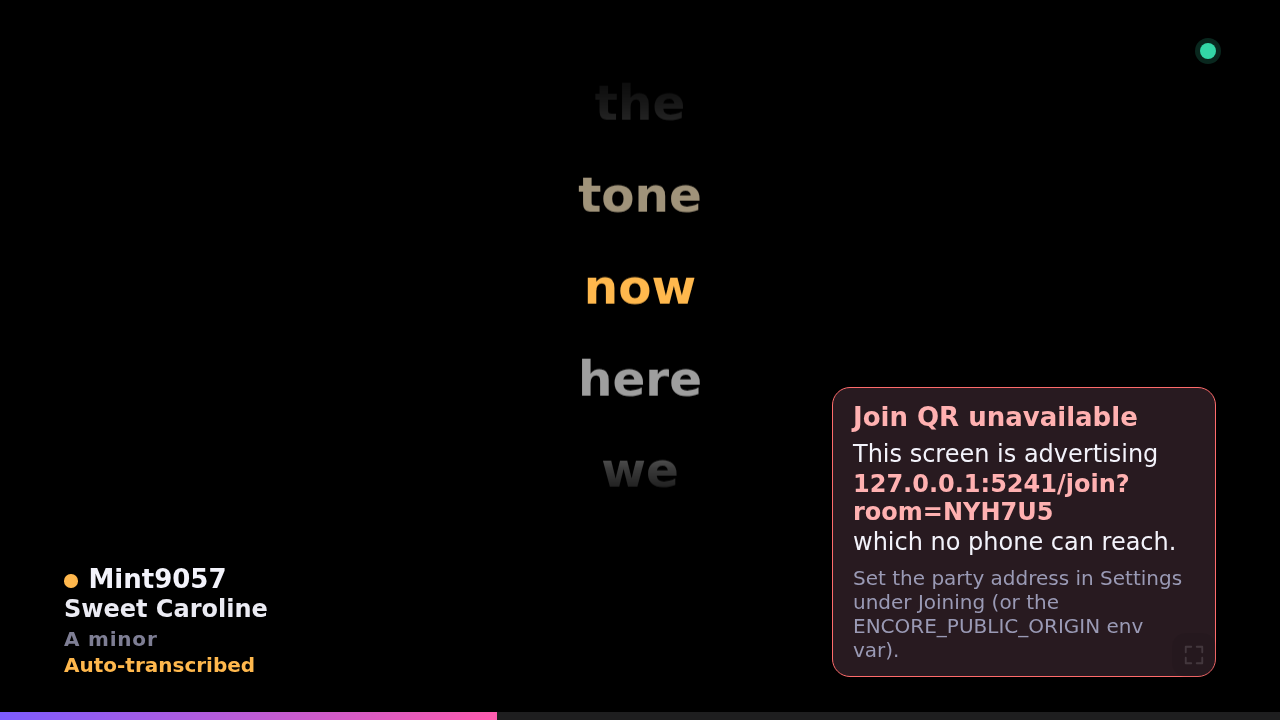 the
tone
now
here
we
Join QR unavailable
This screen is advertising
127.0.0.1:5241/join?
room=NYH7U5
which no phone can reach.
Set the party address in Settings
under Joining (or the
ENCORE_PUBLIC_ORIGIN env
var).
Mint9057
Sweet Caroline
A minor
Auto-transcribed